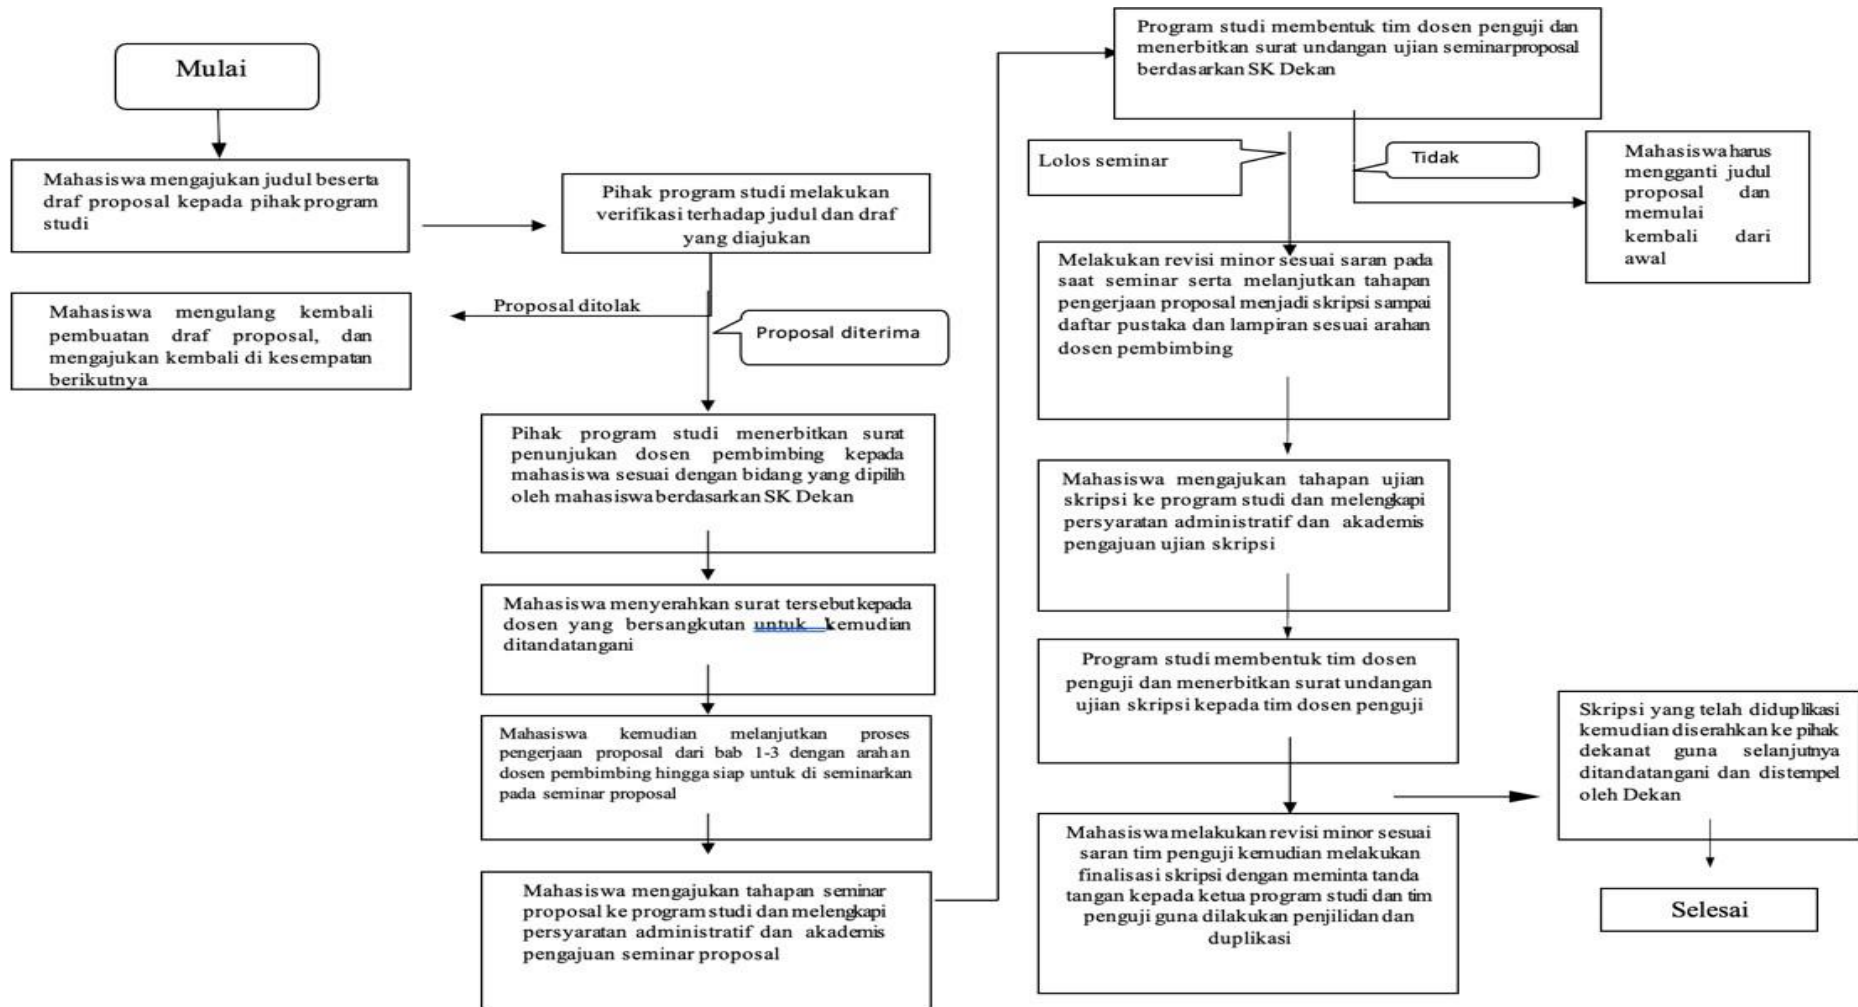 Mulai
Mahasiswa mengajukan judul beserta
draf proposal kepada pihak program
studi
Pihak program studi melakukan
verifikasi terhadap judul dan draf
yang diajukan
Proposal ditolak
Mahasiswa mengulang kembali
pembuatan draf proposal, dan
mengajukan kembali di kesempatan
berikutnya
Proposal diterima
Pihak program studi menerbitkan surat
penunjukan dosen pembimbing kepada
mahasiswa sesuai dengan bidang yang dipilih
oleh mahasiswa berdasarkan SK Dekan
Mahasiswa menyerahkan surat tersebut kepada
dosen yang bersangkutan untuk kemudian
ditandatangani
Mahasiswa kemudian melanjutkan proses
pengerjaan proposal dari bab 1-3 dengan arahan
dosen pembimbing hingga siap untuk di seminarkan
pada seminar proposal
Mahasiswa mengajukan tahapan seminar
proposal ke program studi dan melengkapi
persyaratan administratif dan akademis
pengajuan seminar proposal
Program studi membentuk tim dosen penguji dan
menerbitkan surat undangan ujian seminar proposal
berdasarkan SK Dekan
Lolos seminar
Tidak
Mahasiswa harus
mengganti judul
proposal dan
memulai
kembali dari
awal
Melakukan revisi minor sesuai saran pada
saat seminar serta melanjutkan tahapan
pengerjaan proposal menjadi skripsi sampai
daftar pustaka dan lampiran sesuai arahan
dosen pembimbing
Mahasiswa mengajukan tahapan ujian
skripsi ke program studi dan melengkapi
persyaratan administratif dan akademis
pengajuan ujian skripsi
Program studi membentuk tim dosen
penguji dan menerbitkan surat undangan
ujian skripsi kepada tim dosen penguji
Mahasiswa melakukan revisi minor sesuai
saran tim penguji kemudian melakukan
finalisasi skripsi dengan meminta tanda
tangan kepada ketua program studi dan tim
penguji guna dilakukan penjilidan dan
duplikasi
Skripsi yang telah diduplikasi
kemudian diserahkan ke pihak
dekanat guna selanjutnya
ditandatangani dan distempel
oleh Dekan
Selesai